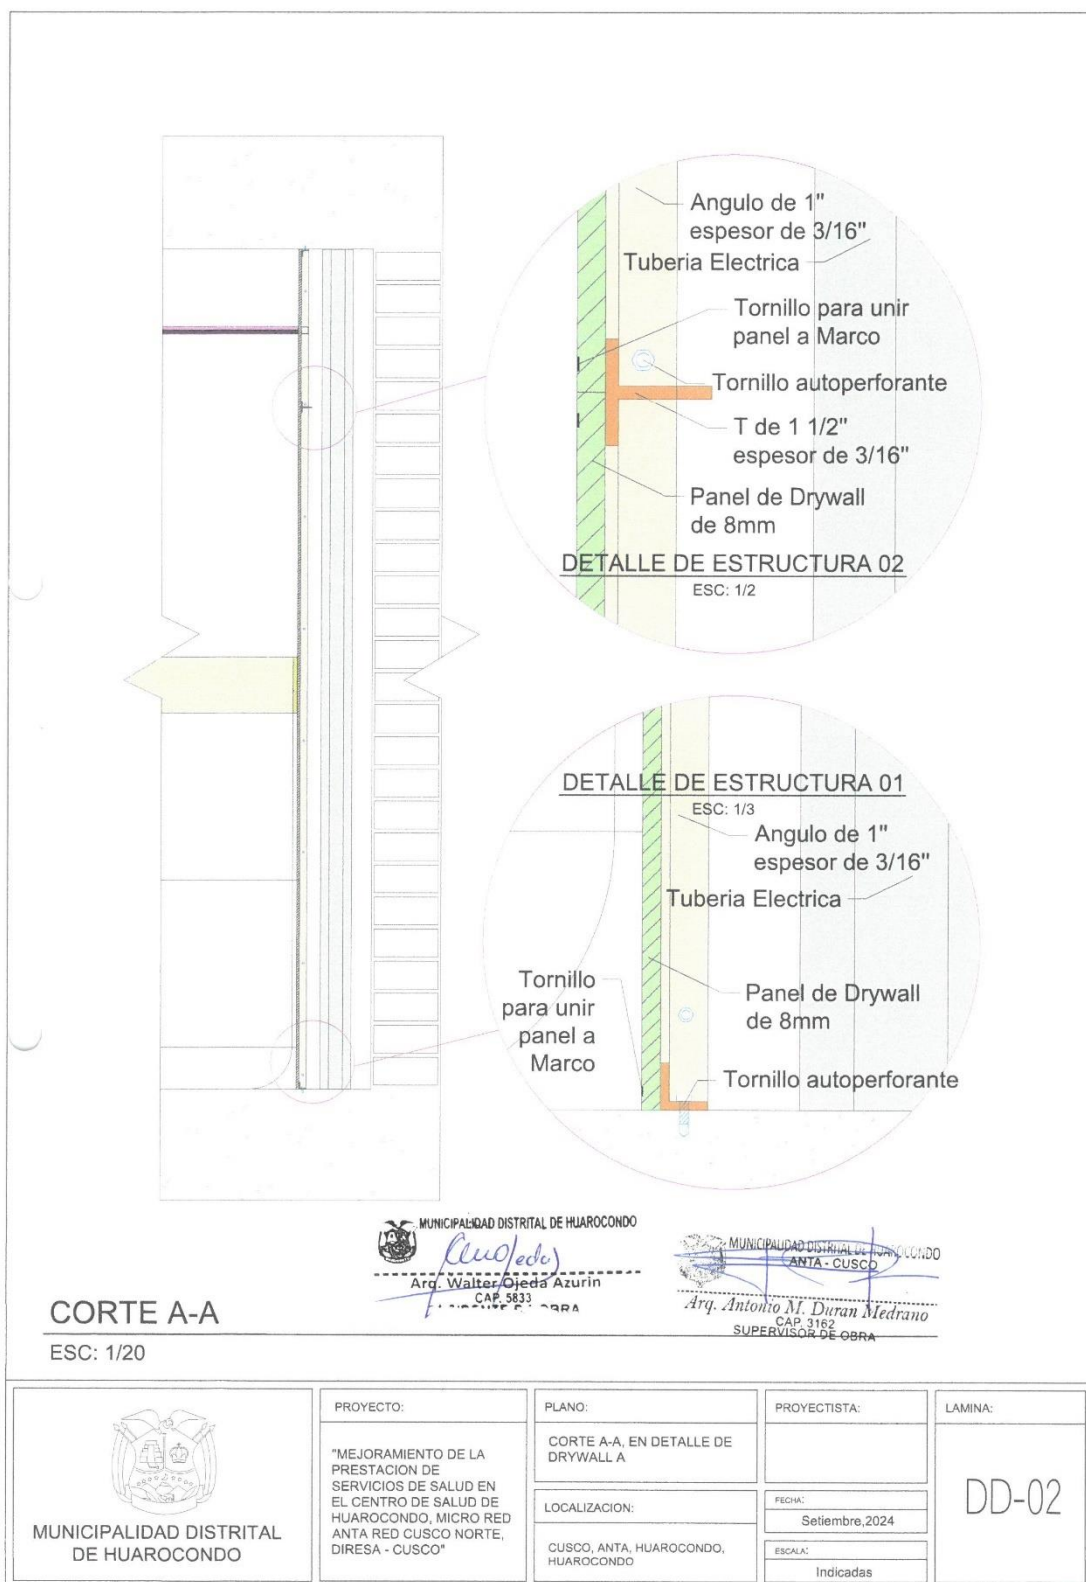 Angulo de 1"
espesor de 3/16"
Tuberia Electrica
Tornillo para unir
panel a Marco
Tornillo autoperforante
T de 1 1/2"
espesor de 3/16"
Panel de Drywall
de 8mm
DETALLE DE ESTRUCTURA 02
ESC: 1/2
DETALLE DE ESTRUCTURA 01
ESC: 1/3
Angulo de 1"
espesor de 3/16"
Tuberia Electrica
Tornillo
para unir
panel a
Marco
Panel de Drywall
de 8mm
Tornillo autoperforante
MUNICIPALIDAD DISTRITAL DE HUAROCONDO
Arq. Walter Ojeda Azurin
CAP. 5833
OBRA
MUNICIPALIDAD DISTRITAL DE HUAROCONDO
ANTA - CUSCO
Arq. Antonio M. Duran Medrano
CAP. 3162
SUPERVISOR DE OBRA
CORTE A-A
ESC: 1/20
MUNICIPALIDAD DISTRITAL
DE HUAROCONDO
PROYECTO:
"MEJORAMIENTO DE LA
PRESTACION DE
SERVICIOS DE SALUD EN
EL CENTRO DE SALUD DE
HUAROCONDO, MICRO RED
ANTA RED CUSCO NORTE,
DIRESA - CUSCO"
PLANO:
CORTE A-A, EN DETALLE DE
DRYWALL A
LOCALIZACION:
CUSCO, ANTA, HUAROCONDO,
HUAROCONDO
PROYECTISTA:
FECHA:
Setiembre,2024
ESCALA:
Indicadas
LAMINA:
DD-02